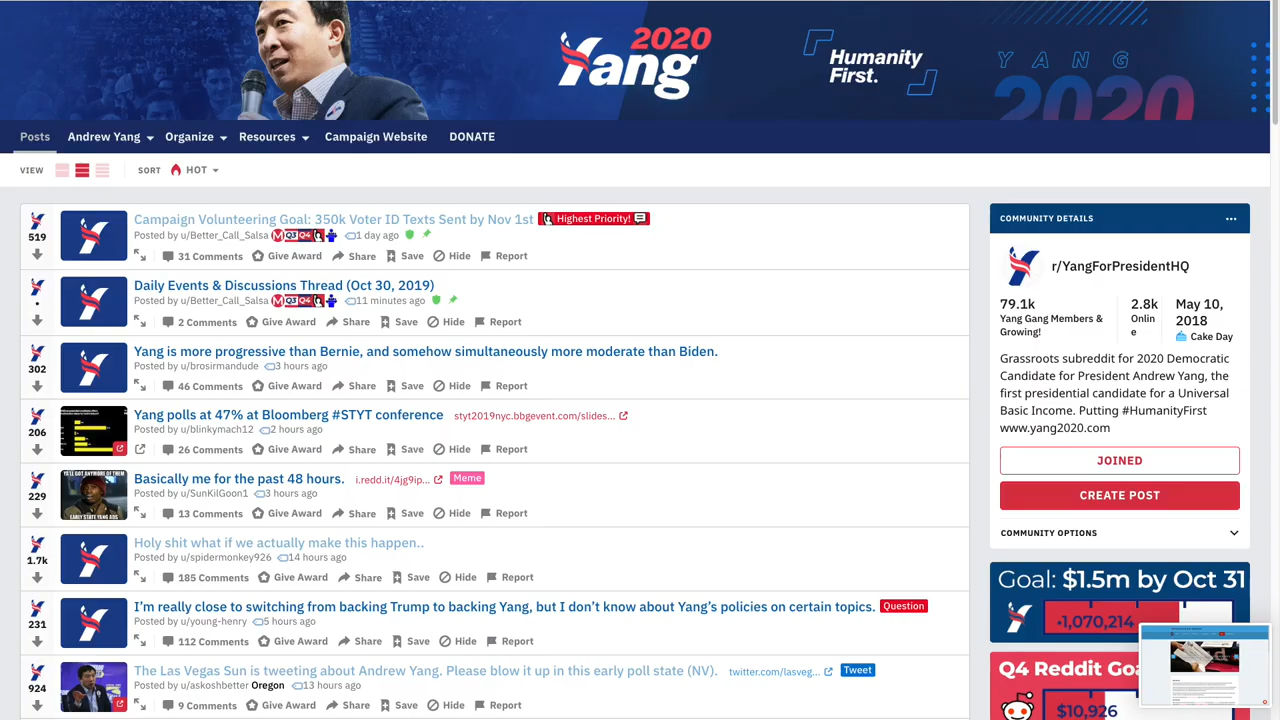 2020
Yang
Humanity
First.
YANG
2020
Posts
Andrew Yang
Organize
Resources
Campaign Website
DONATE
VIEW
SORT
HOT
519
Campaign Volunteering Goal: 350k Voter ID Texts Sent by Nov 1st
Highest Priority!
Posted by u/Better_Call_Salsa M Q3 Q4 1 day ago
31 Comments Give Award Share Save Hide Report
•
Daily Events & Discussions Thread (Oct 30, 2019)
Posted by u/Better_Call_Salsa M Q3 Q4 11 minutes ago
2 Comments Give Award Share Save Hide Report
302
Yang is more progressive than Bernie, and somehow simultaneously more moderate than Biden.
Posted by u/brosirmandude 3 hours ago
46 Comments Give Award Share Save Hide Report
206
Yang polls at 47% at Bloomberg #STYT conference styt2019nyc.bbgevent.com/slides...
Posted by u/blinkymach12 2 hours ago
26 Comments Give Award Share Save Hide Report
229
YA'LL GOT ANYMORE OF THEM
EARLY STATE YANG ADS
Basically me for the past 48 hours. i.redd.it/4jg9ip... Meme
Posted by u/SunKilGoon1 3 hours ago
13 Comments Give Award Share Save Hide Report
1.7k
Holy shit what if we actually make this happen..
Posted by u/spidermonkey926 14 hours ago
185 Comments Give Award Share Save Hide Report
231
I'm really close to switching from backing Trump to backing Yang, but I don't know about Yang's policies on certain topics. Question
Posted by u/young-henry 5 hours ago
112 Comments Give Award Share Save Hide Report
924
The Las Vegas Sun is tweeting about Andrew Yang. Please blow it up in this early poll state (NV). twitter.com/lasveg... Tweet
Posted by u/askoshbetter Oregon 13 hours ago
9 Comments Give Award Share Save Hide Report
COMMUNITY DETAILS
r/YangForPresidentHQ
79.1k
Yang Gang Members &
Growing!
2.8k
Onlin
e
May 10,
2018
Cake Day
Grassroots subreddit for 2020 Democratic
Candidate for President Andrew Yang, the
first presidential candidate for a Universal
Basic Income. Putting #HumanityFirst
www.yang2020.com
JOINED
CREATE POST
COMMUNITY OPTIONS
Goal: $1.5m by Oct 31
1,070,214
Q4 Reddit Goa
$10,926